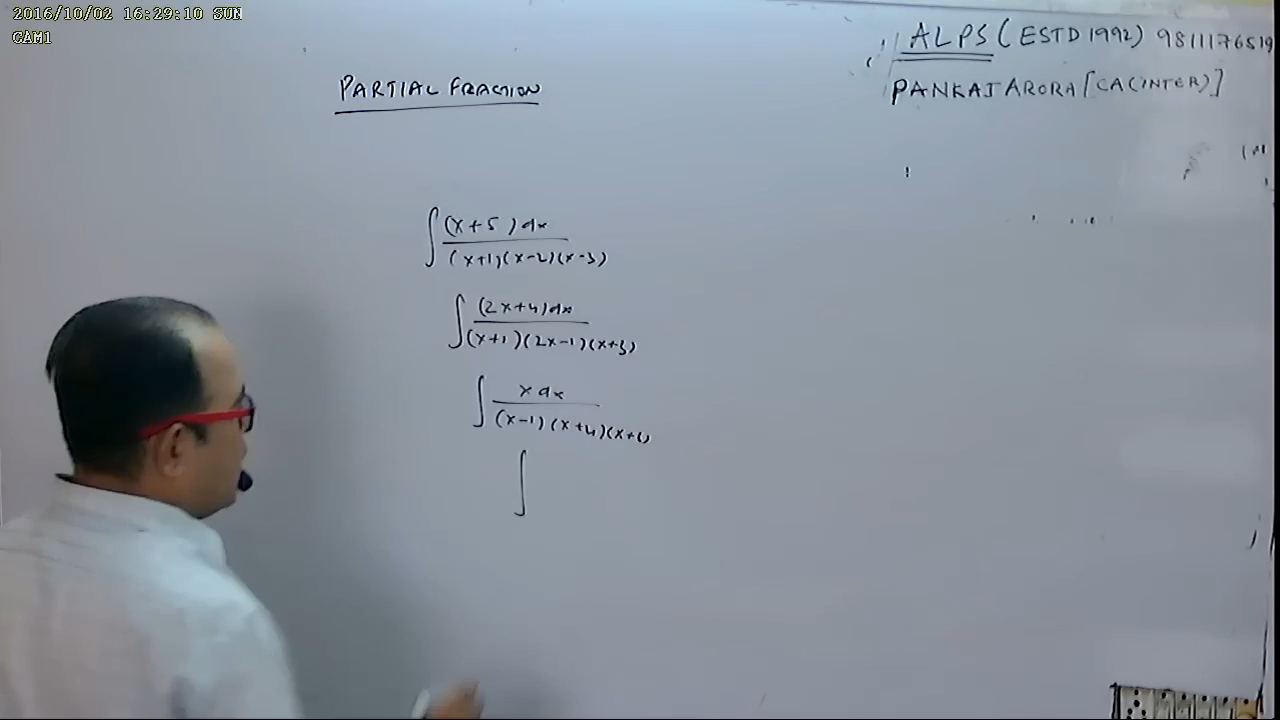 2016/10/02 16:29:10 SUN
CAM1
ALPS (ESTD 1992) 9811176519
PANKAJ ARORA [CA(INTER)]
PARTIAL FRACTION
∫ (x+5)dx / (x+1)(x-2)(x-3)
∫ (2x+4)dx / (x+1)(2x-1)(x+3)
∫ x dx / (x-1)(x+4)(x+
∫